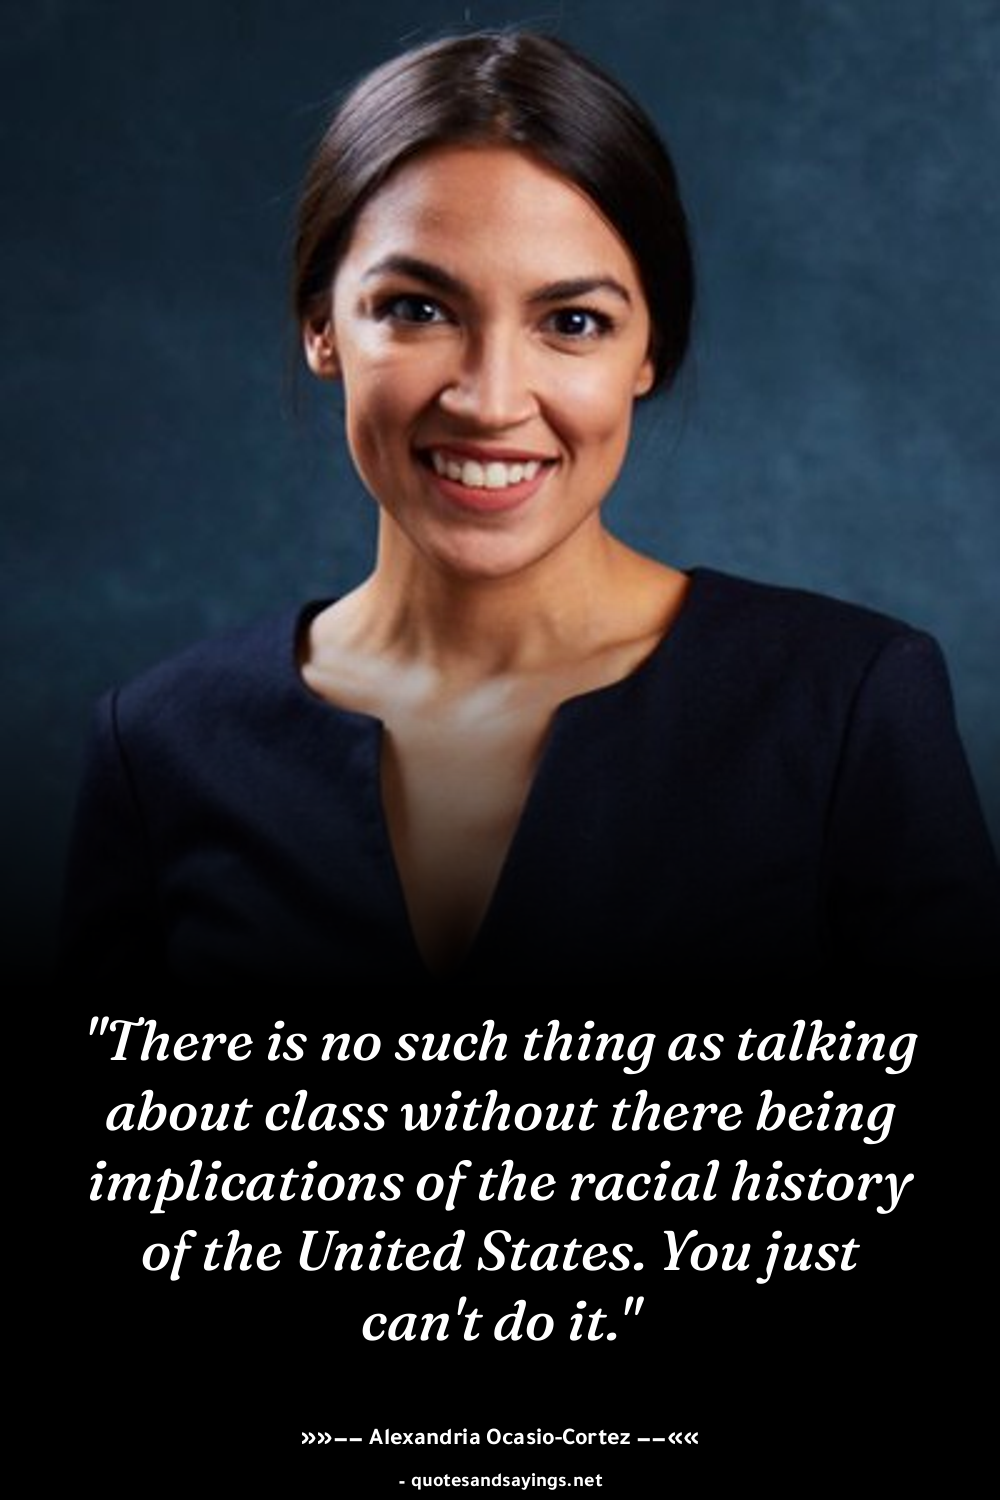 "There is no such thing as talking
about class without there being
implications of the racial history
of the United States. You just
can't do it."
»»−− Alexandria Ocasio-Cortez −−««
- quotesandsayings.net